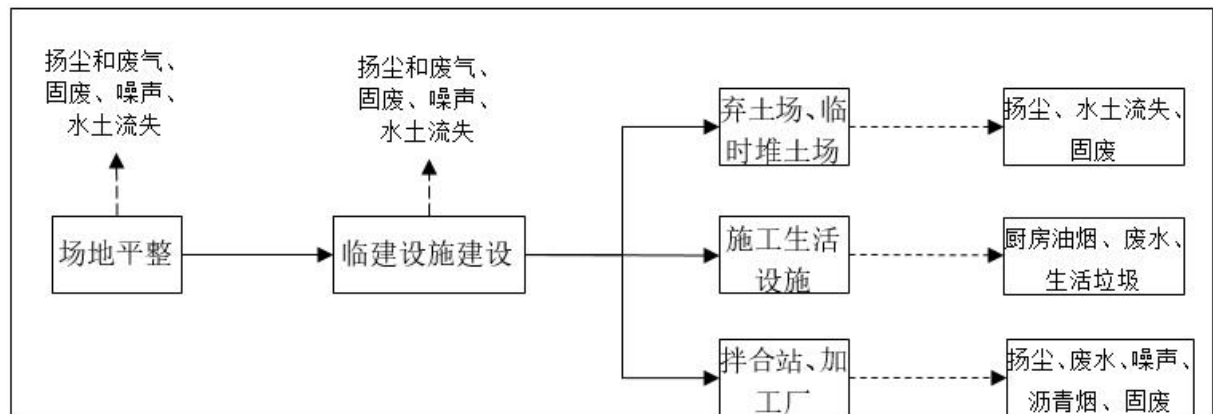 扬尘和废气、
固废、噪声、
水土流失
扬尘和废气、
固废、噪声、
水土流失
场地平整
临建设施建设
弃土场、临
时堆土场
扬尘、水土流失、
固废
施工生活
设施
厨房油烟、废水、
生活垃圾
拌合站、加
工厂
扬尘、废水、噪声、
沥青烟、固废